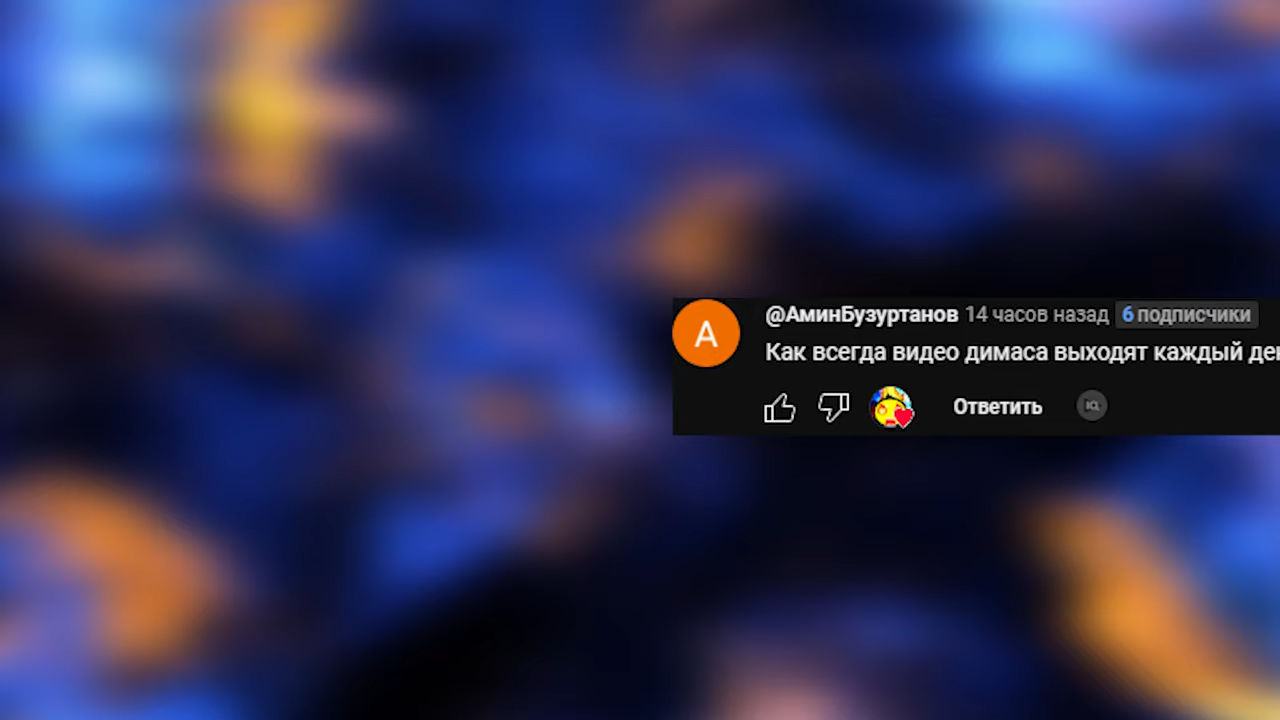 A
@АминБузуртанов 14 часов назад 6 подписчики
Как всегда видео димаса выходят каждый
Ответить